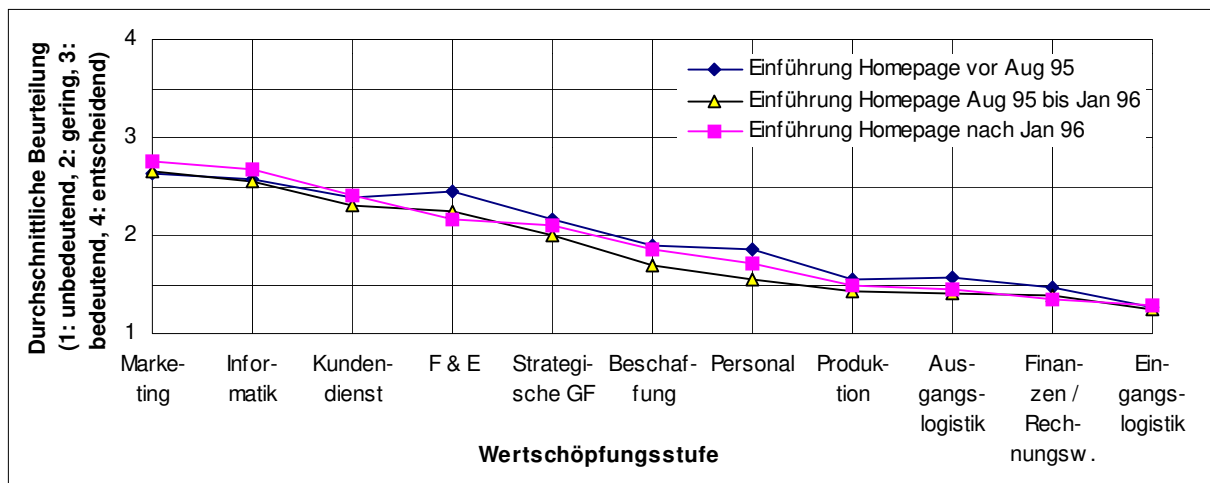 Durchschnittliche Beurteilung
(1: unbedeutend, 2: gering, 3:
bedeutend, 4: entscheidend)
4
3
2
1
Einführung Homepage vor Aug 95
Einführung Homepage Aug 95 bis Jan 96
Einführung Homepage nach Jan 96
Marke-
ting
Infor-
matik
Kunden-
dienst
F & E
Strategi-
sche GF
Beschaf-
fung
Personal
Produk-
tion
Aus-
gangs-
logistik
Finan-
zen /
Rech-
nungsw.
Ein-
gangs-
logistik
Wertschöpfungsstufe